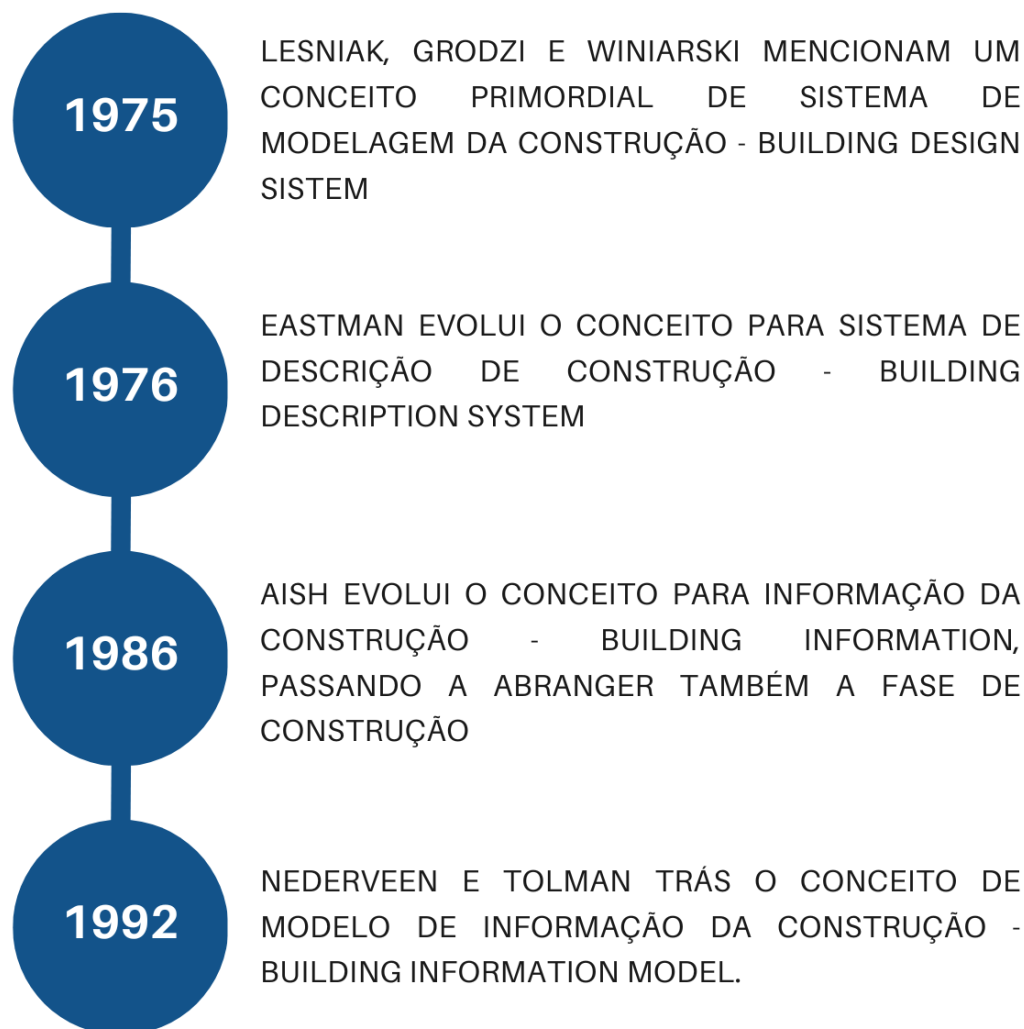 1975
LESNIAK, GRODZI E WINIARSKI MENCIONAM UM
CONCEITO PRIMORDIAL DE SISTEMA DE
MODELAGEM DA CONSTRUÇÃO - BUILDING DESIGN
SISTEM
1976
EASTMAN EVOLUI O CONCEITO PARA SISTEMA DE
DESCRIÇÃO DE CONSTRUÇÃO - BUILDING
DESCRIPTION SYSTEM
1986
AISH EVOLUI O CONCEITO PARA INFORMAÇÃO DA
CONSTRUÇÃO - BUILDING INFORMATION,
PASSANDO A ABRANGER TAMBÉM A FASE DE
CONSTRUÇÃO
1992
NEDERVEEN E TOLMAN TRÁS O CONCEITO DE
MODELO DE INFORMAÇÃO DA CONSTRUÇÃO -
BUILDING INFORMATION MODEL.